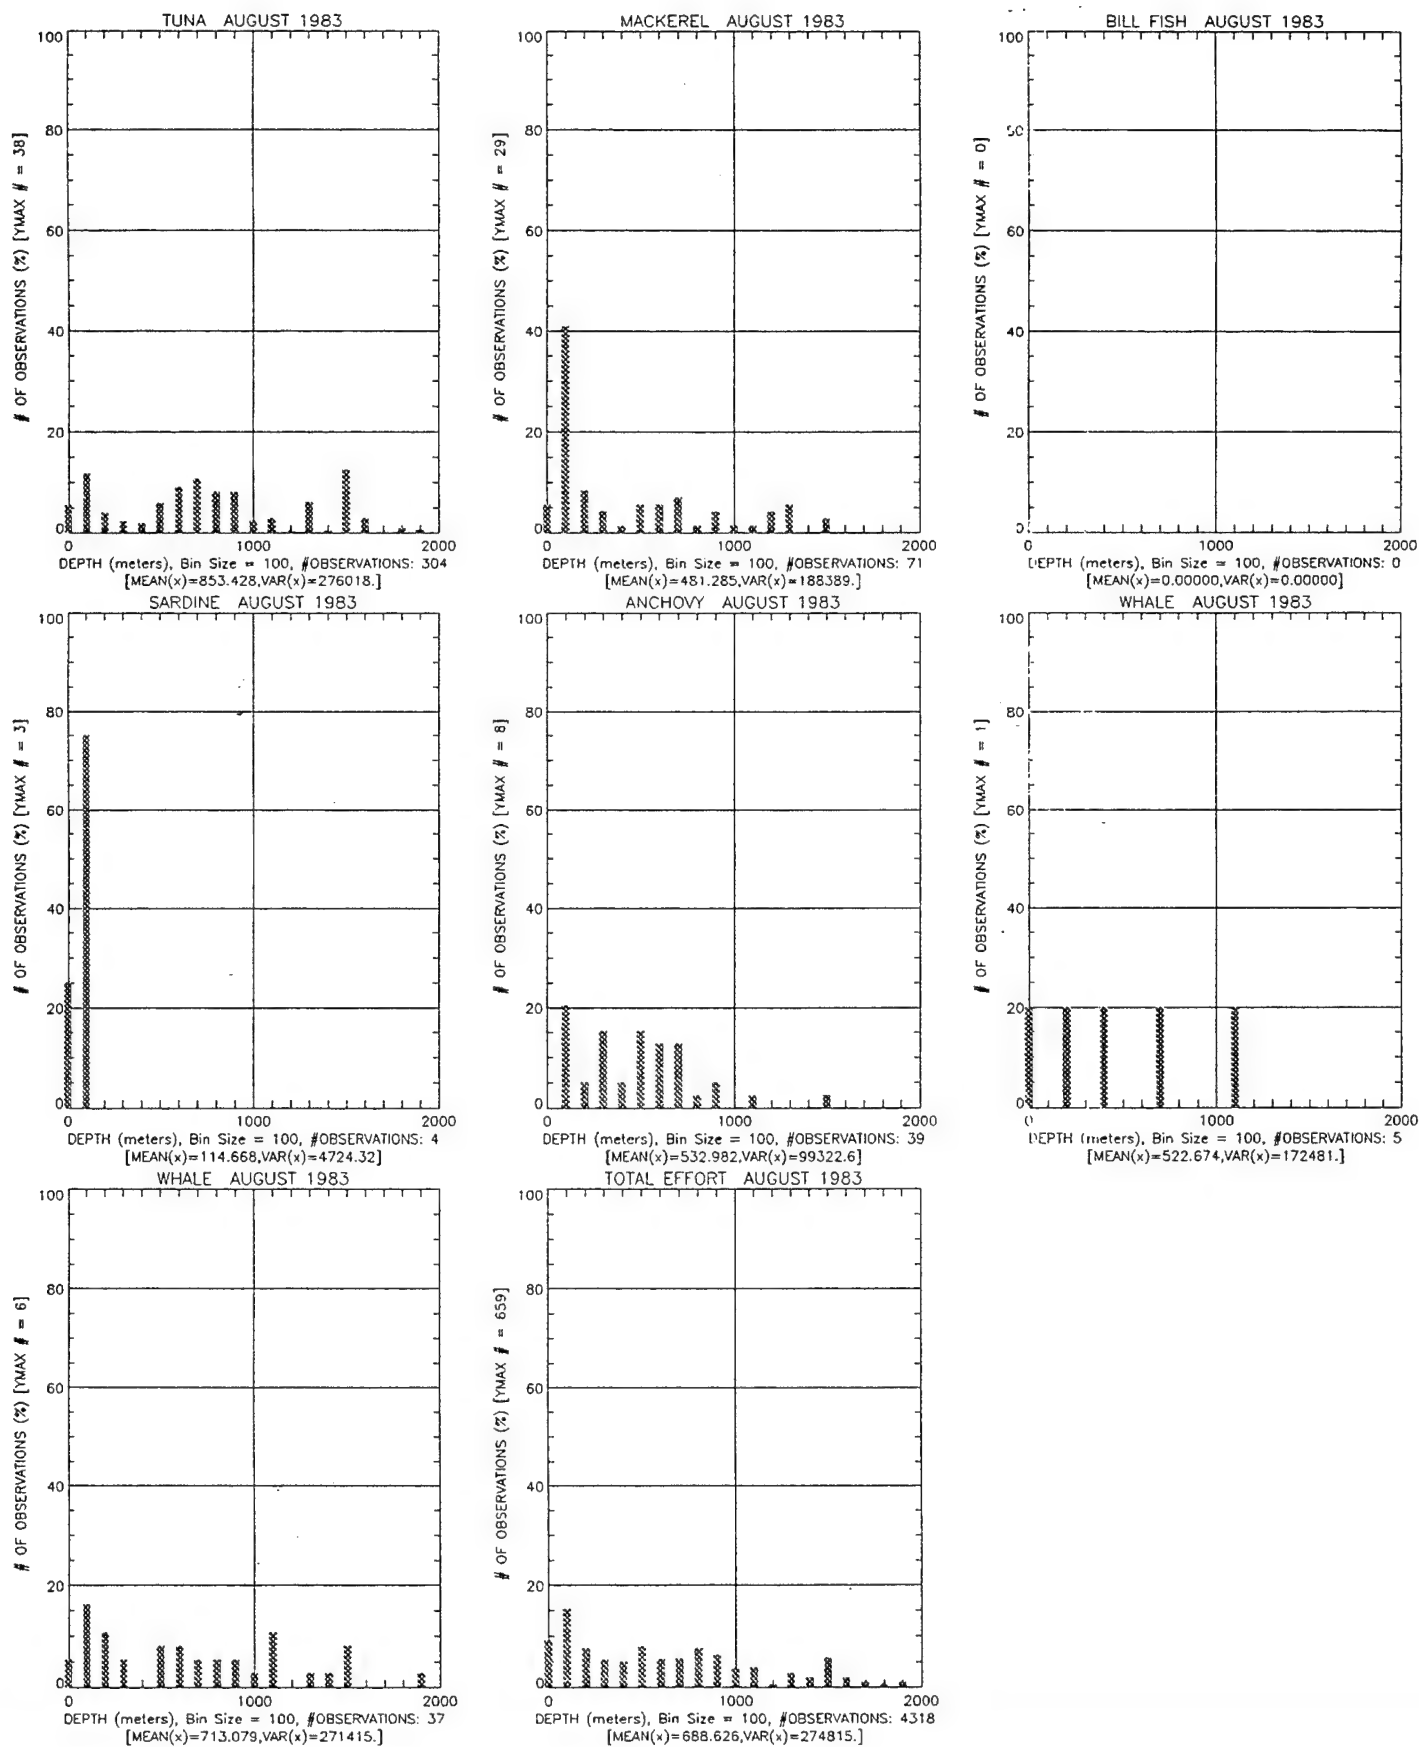 TUNA AUGUST 1983
100
80
60
40
20
0
# OF OBSERVATIONS (%) [YMAX # = 38]
0 1000 2000
DEPTH (meters), Bin Size = 100, #OBSERVATIONS: 304
[MEAN(x)=853.428,VAR(x)=276018.]
MACKEREL AUGUST 1983
100
80
60
40
20
0
# OF OBSERVATIONS (%) [YMAX # = 29]
0 1000 2000
DEPTH (meters), Bin Size = 100, #OBSERVATIONS: 71
[MEAN(x)=481.285,VAR(x)=188389.]
BILL FISH AUGUST 1983
100
80
60
40
20
0
# OF OBSERVATIONS (%) [YMAX # = 0]
0 1000 2000
DEPTH (meters), Bin Size = 100, #OBSERVATIONS: 0
[MEAN(x)=0.00000,VAR(x)=0.00000]
SARDINE AUGUST 1983
100
80
60
40
20
0
# OF OBSERVATIONS (%) [YMAX # = 3]
0 1000 2000
DEPTH (meters), Bin Size = 100, #OBSERVATIONS: 4
[MEAN(x)=114.668,VAR(x)=4724.32]
ANCHOVY AUGUST 1983
100
80
60
40
20
0
# OF OBSERVATIONS (%) [YMAX # = 8]
0 1000 2000
DEPTH (meters), Bin Size = 100, #OBSERVATIONS: 39
[MEAN(x)=532.982,VAR(x)=99322.6]
WHALE AUGUST 1983
100
80
60
40
20
0
# OF OBSERVATIONS (%) [YMAX # = 1]
0 1000 2000
DEPTH (meters), Bin Size = 100, #OBSERVATIONS: 5
[MEAN(x)=522.674,VAR(x)=172481.]
WHALE AUGUST 1983
100
80
60
40
20
0
# OF OBSERVATIONS (%) [YMAX # = 6]
0 1000 2000
DEPTH (meters), Bin Size = 100, #OBSERVATIONS: 37
[MEAN(x)=713.079,VAR(x)=271415.]
TOTAL EFFORT AUGUST 1983
100
80
60
40
20
0
# OF OBSERVATIONS (%) [YMAX # = 659]
0 1000 2000
DEPTH (meters), Bin Size = 100, #OBSERVATIONS: 4318
[MEAN(x)=688.626,VAR(x)=274815.]